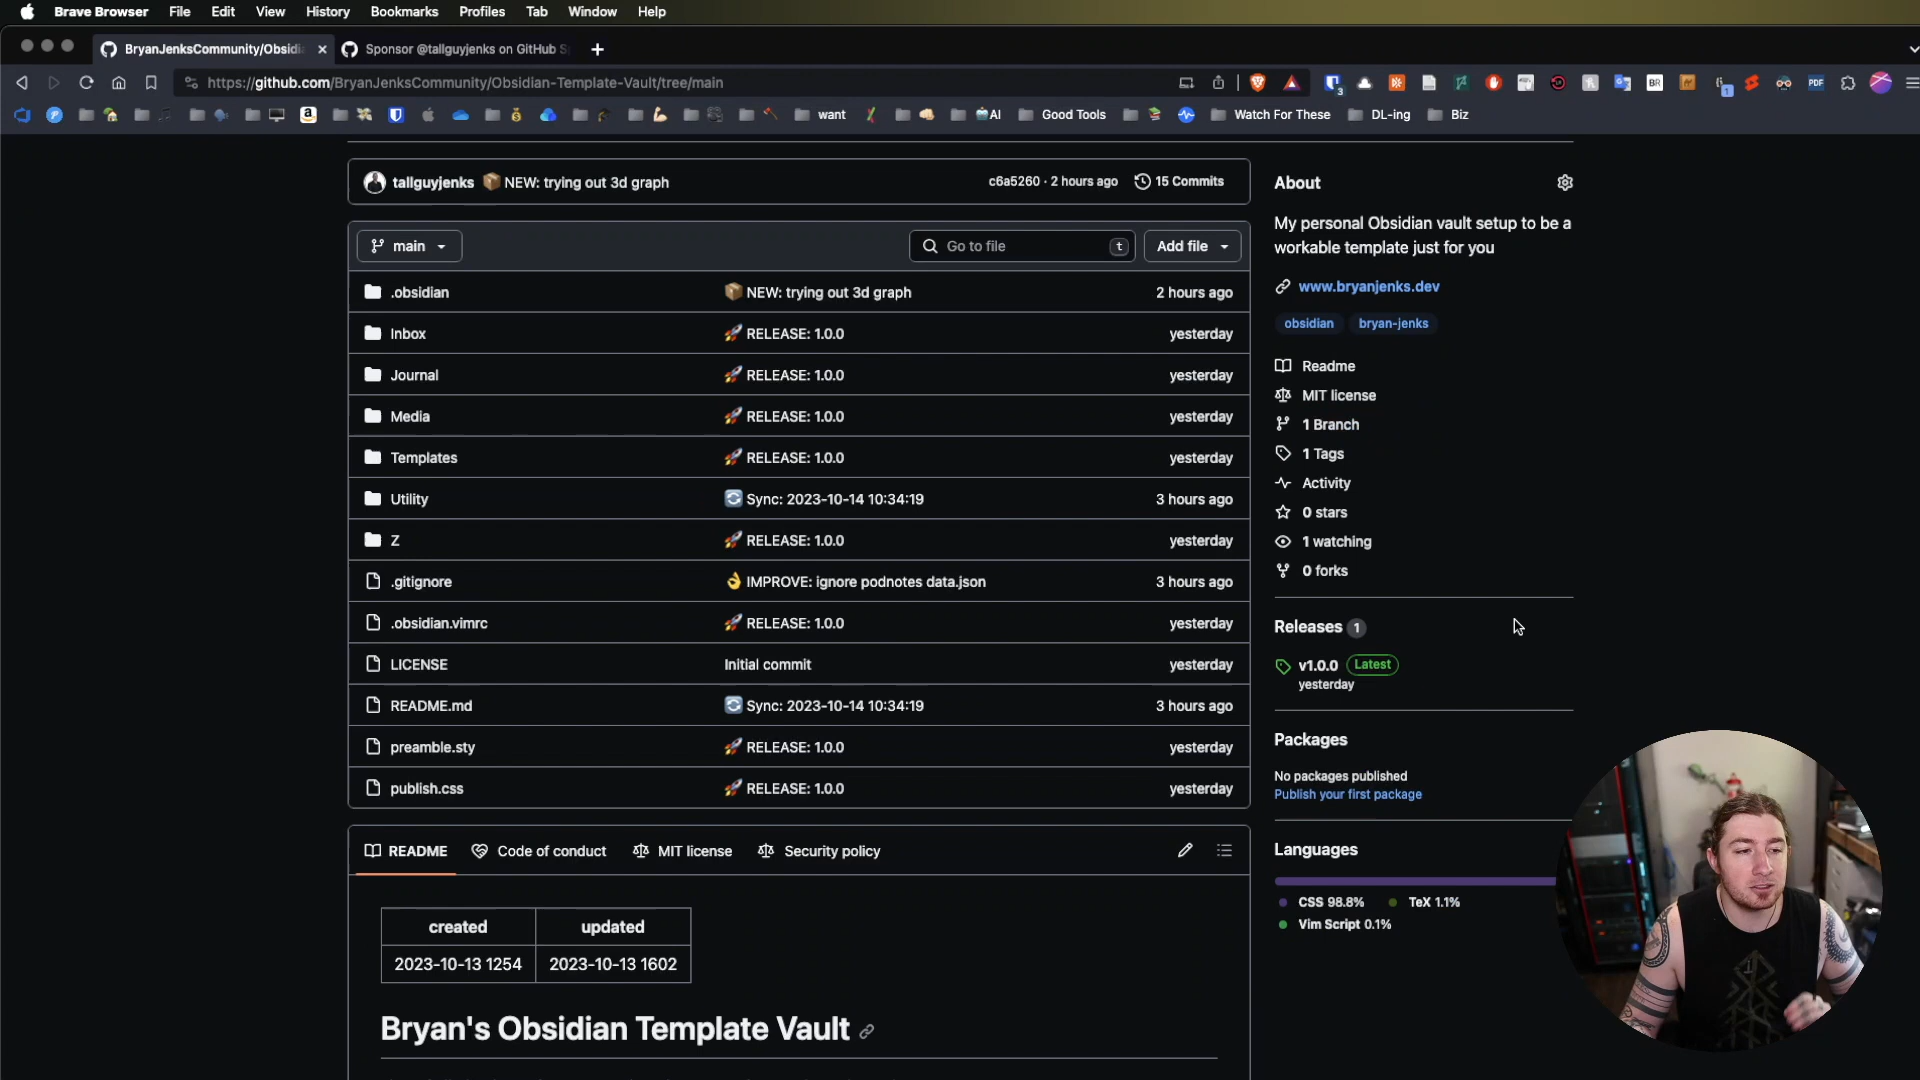 Brave Browser File Edit View History Bookmarks Profiles Tab Window Help
BryanJenksCommunity/Obsidi
Sponsor @tallguyjenks on GitHub S
https://github.com/BryanJenksCommunity/Obsidian-Template-Vault/tree/main
want AI Good Tools Watch For These DL-ing Biz
tallguyjenks NEW: trying out 3d graph c6a5260 · 2 hours ago 15 Commits
main Go to file t Add file
.obsidian NEW: trying out 3d graph 2 hours ago
Inbox RELEASE: 1.0.0 yesterday
Journal RELEASE: 1.0.0 yesterday
Media RELEASE: 1.0.0 yesterday
Templates RELEASE: 1.0.0 yesterday
Utility Sync: 2023-10-14 10:34:19 3 hours ago
Z RELEASE: 1.0.0 yesterday
.gitignore IMPROVE: ignore podnotes data.json 3 hours ago
.obsidian.vimrc RELEASE: 1.0.0 yesterday
LICENSE Initial commit yesterday
README.md Sync: 2023-10-14 10:34:19 3 hours ago
preamble.sty RELEASE: 1.0.0 yesterday
publish.css RELEASE: 1.0.0 yesterday
README Code of conduct MIT license Security policy
created updated
2023-10-13 1254 2023-10-13 1602
Bryan's Obsidian Template Vault
About
My personal Obsidian vault setup to be a
workable template just for you
www.bryanjenks.dev
obsidian bryan-jenks
Readme
MIT license
1 Branch
1 Tags
Activity
0 stars
1 watching
0 forks
Releases 1
v1.0.0 Latest
yesterday
Packages
No packages published
Publish your first package
Languages
CSS 98.8% TeX 1.1%
Vim Script 0.1%